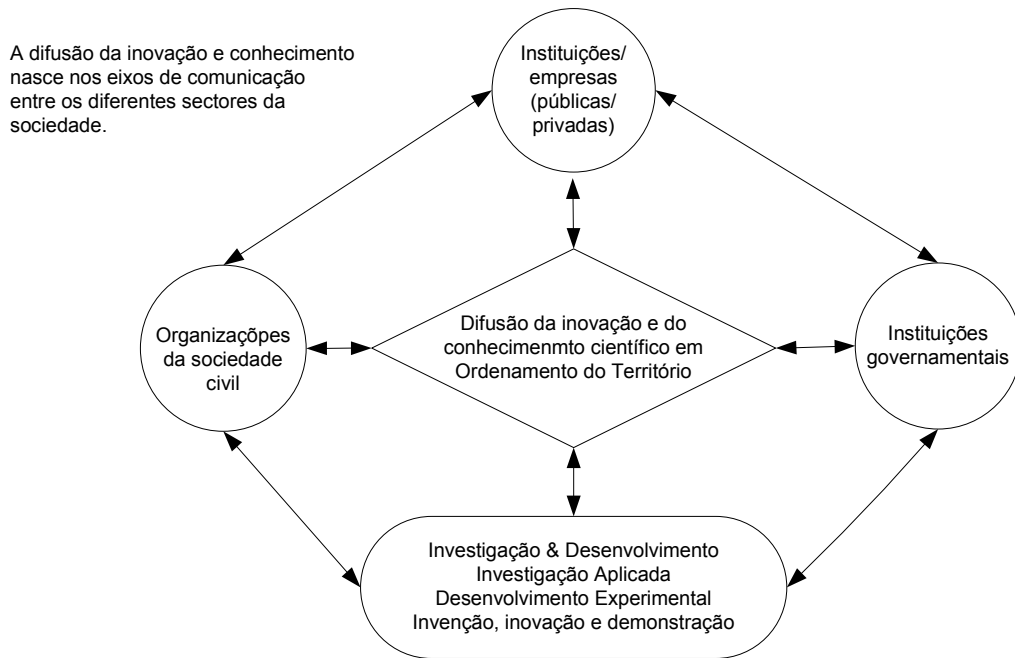 A difusão da inovação e conhecimento
nasce nos eixos de comunicação
entre os diferentes sectores da
sociedade.
Instituições/
empresas
(públicas/
privadas)
Organizaçõpes
da sociedade
civil
Difusão da inovação e do
conhecimenmto científico em
Ordenamento do Território
Instituições
governamentais
Investigação & Desenvolvimento
Investigação Aplicada
Desenvolvimento Experimental
Invenção, inovação e demonstração